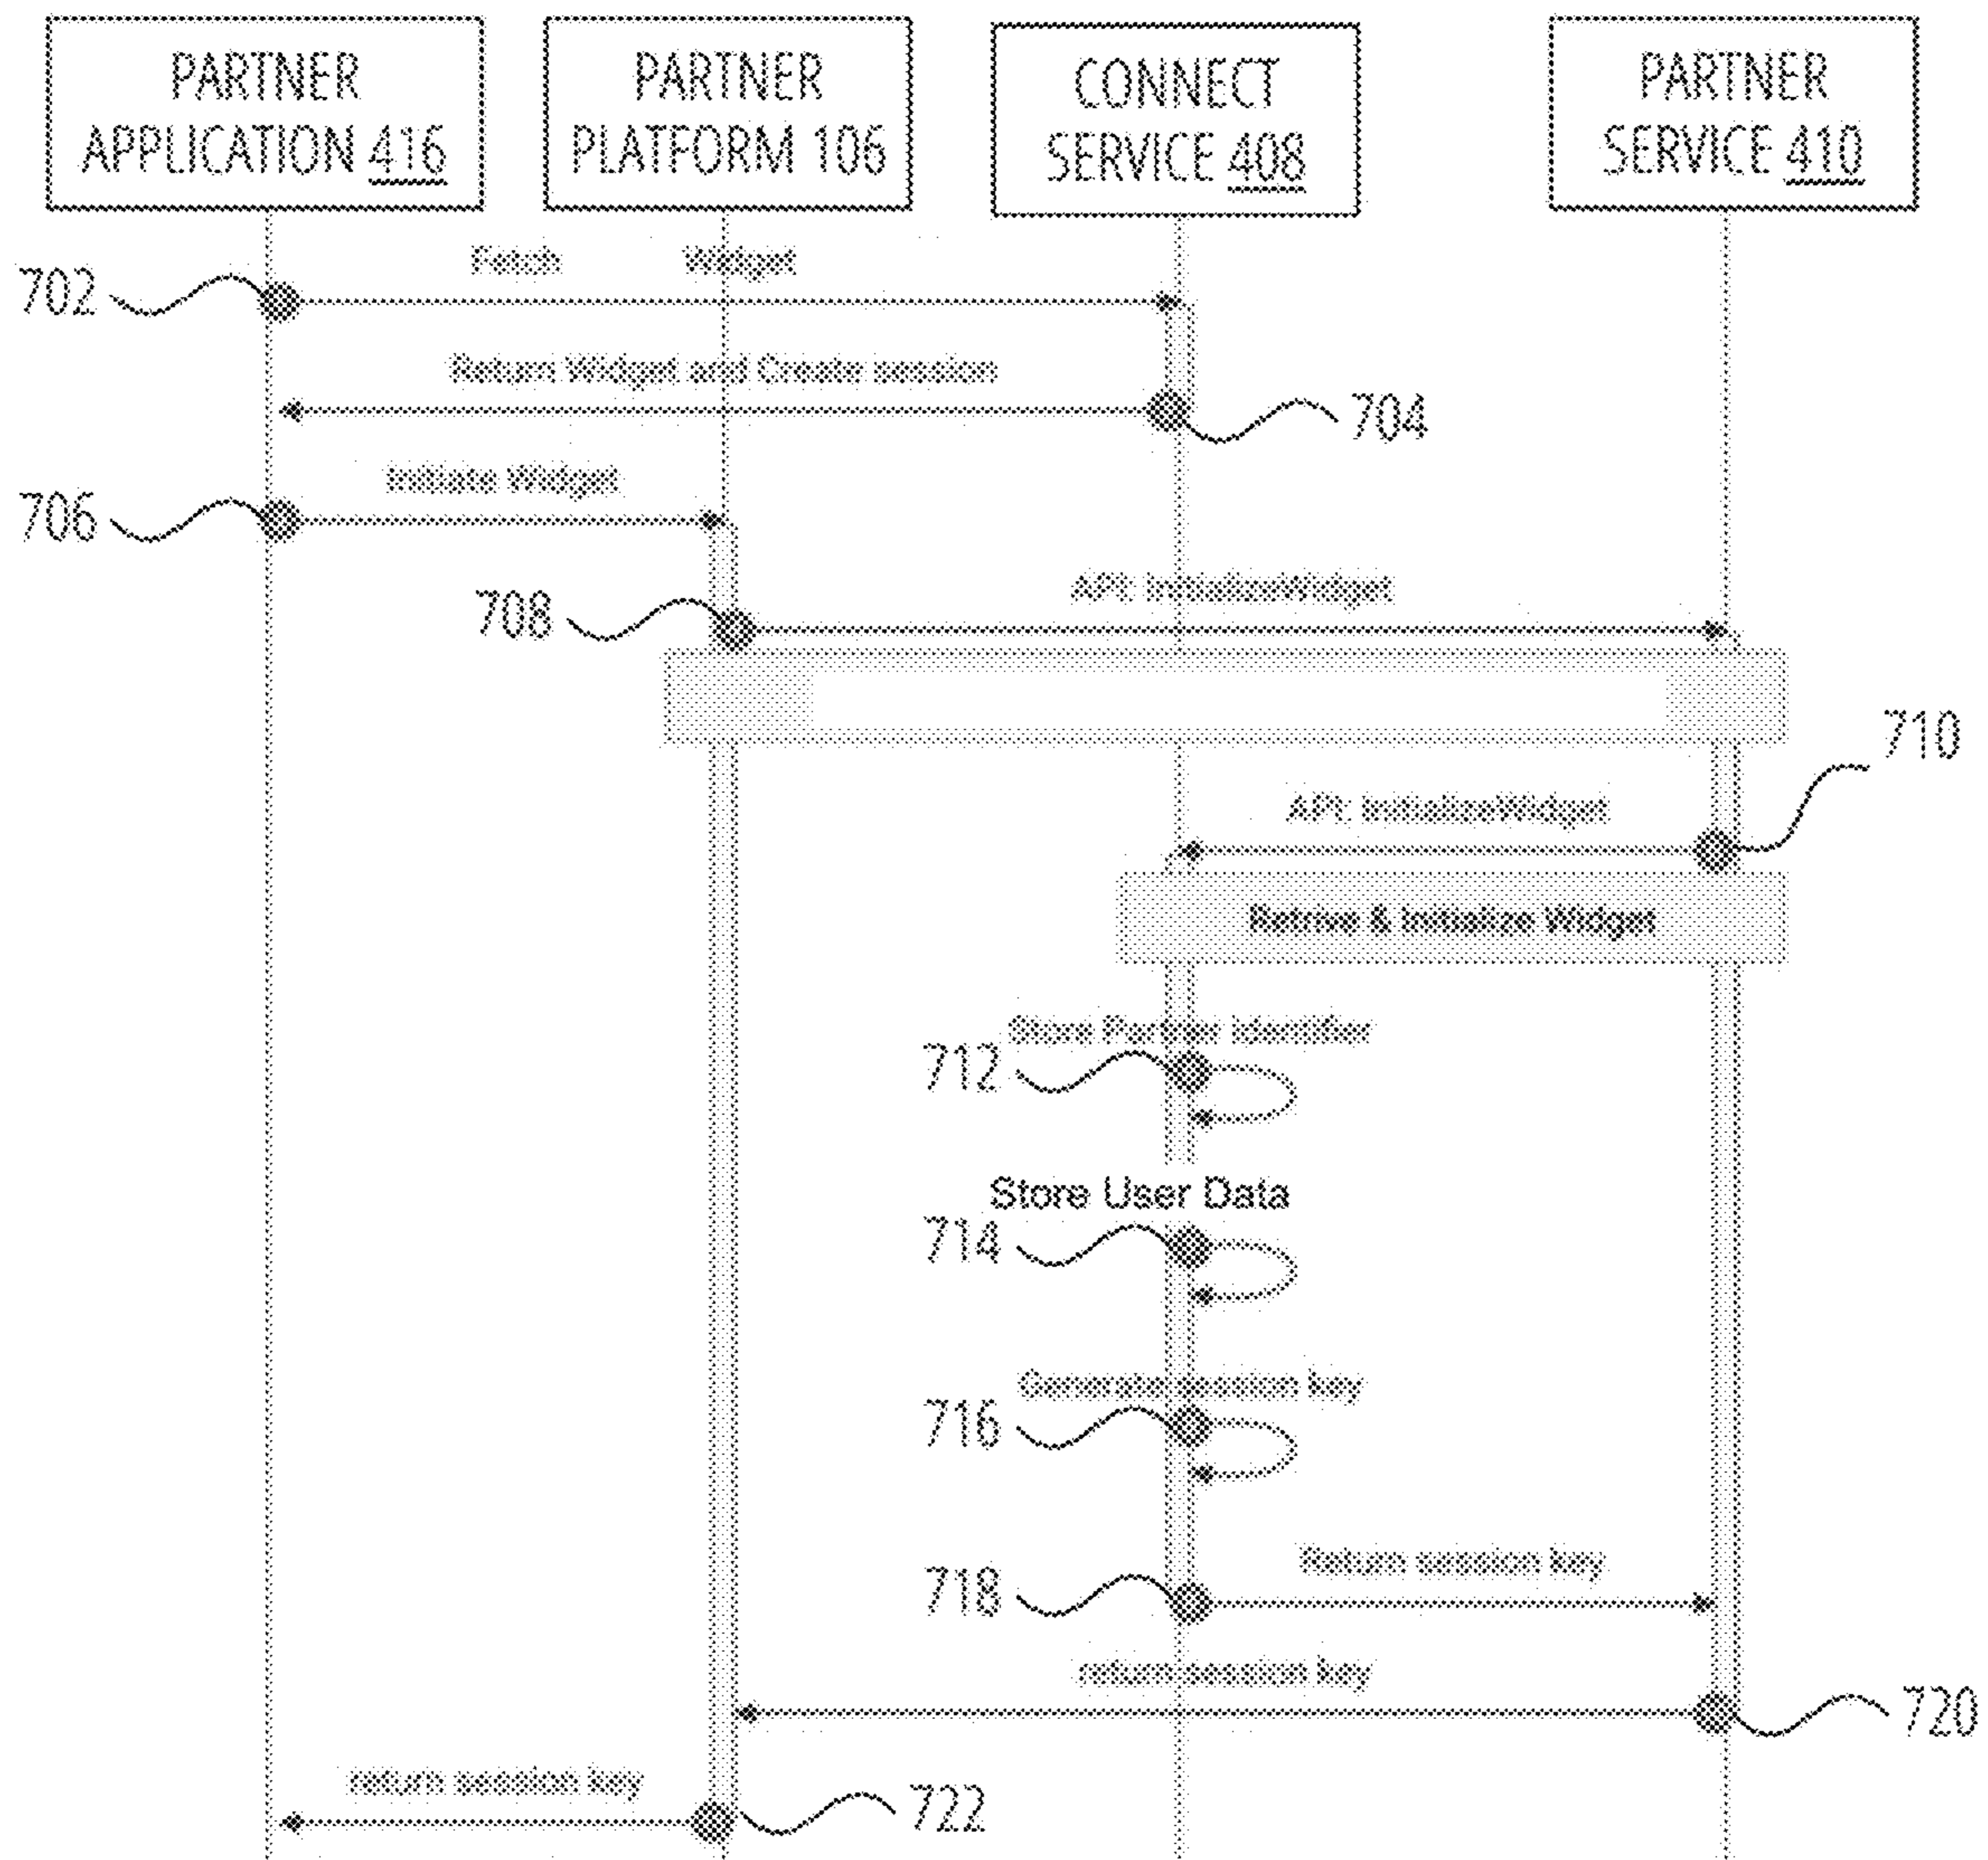 PARTNER
APPLICATION 416
PARTNER
PLATFORM 106
CONNECT
SERVICE 408
PARTNER
SERVICE 410
Fetch Widget
702
Return Widget and Create session
704
Initiate Widget
706
API: InitializeWidget
708
710
API: InitializeWidget
Retrive & Initialize Widget
Store Partner identifier
712
Store User Data
714
Generate session key
716
Return session key
718
return session key
720
return session key
722